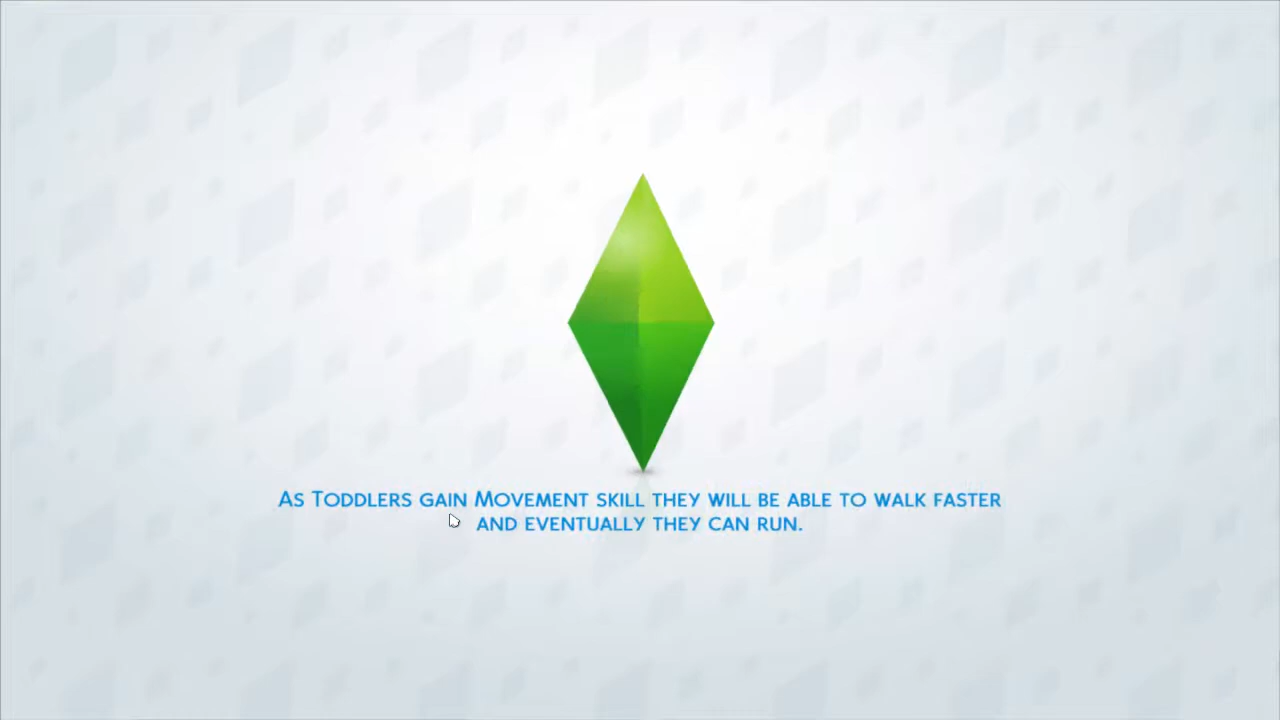 As Toddlers gain Movement skill they will be able to walk faster
and eventually they can run.